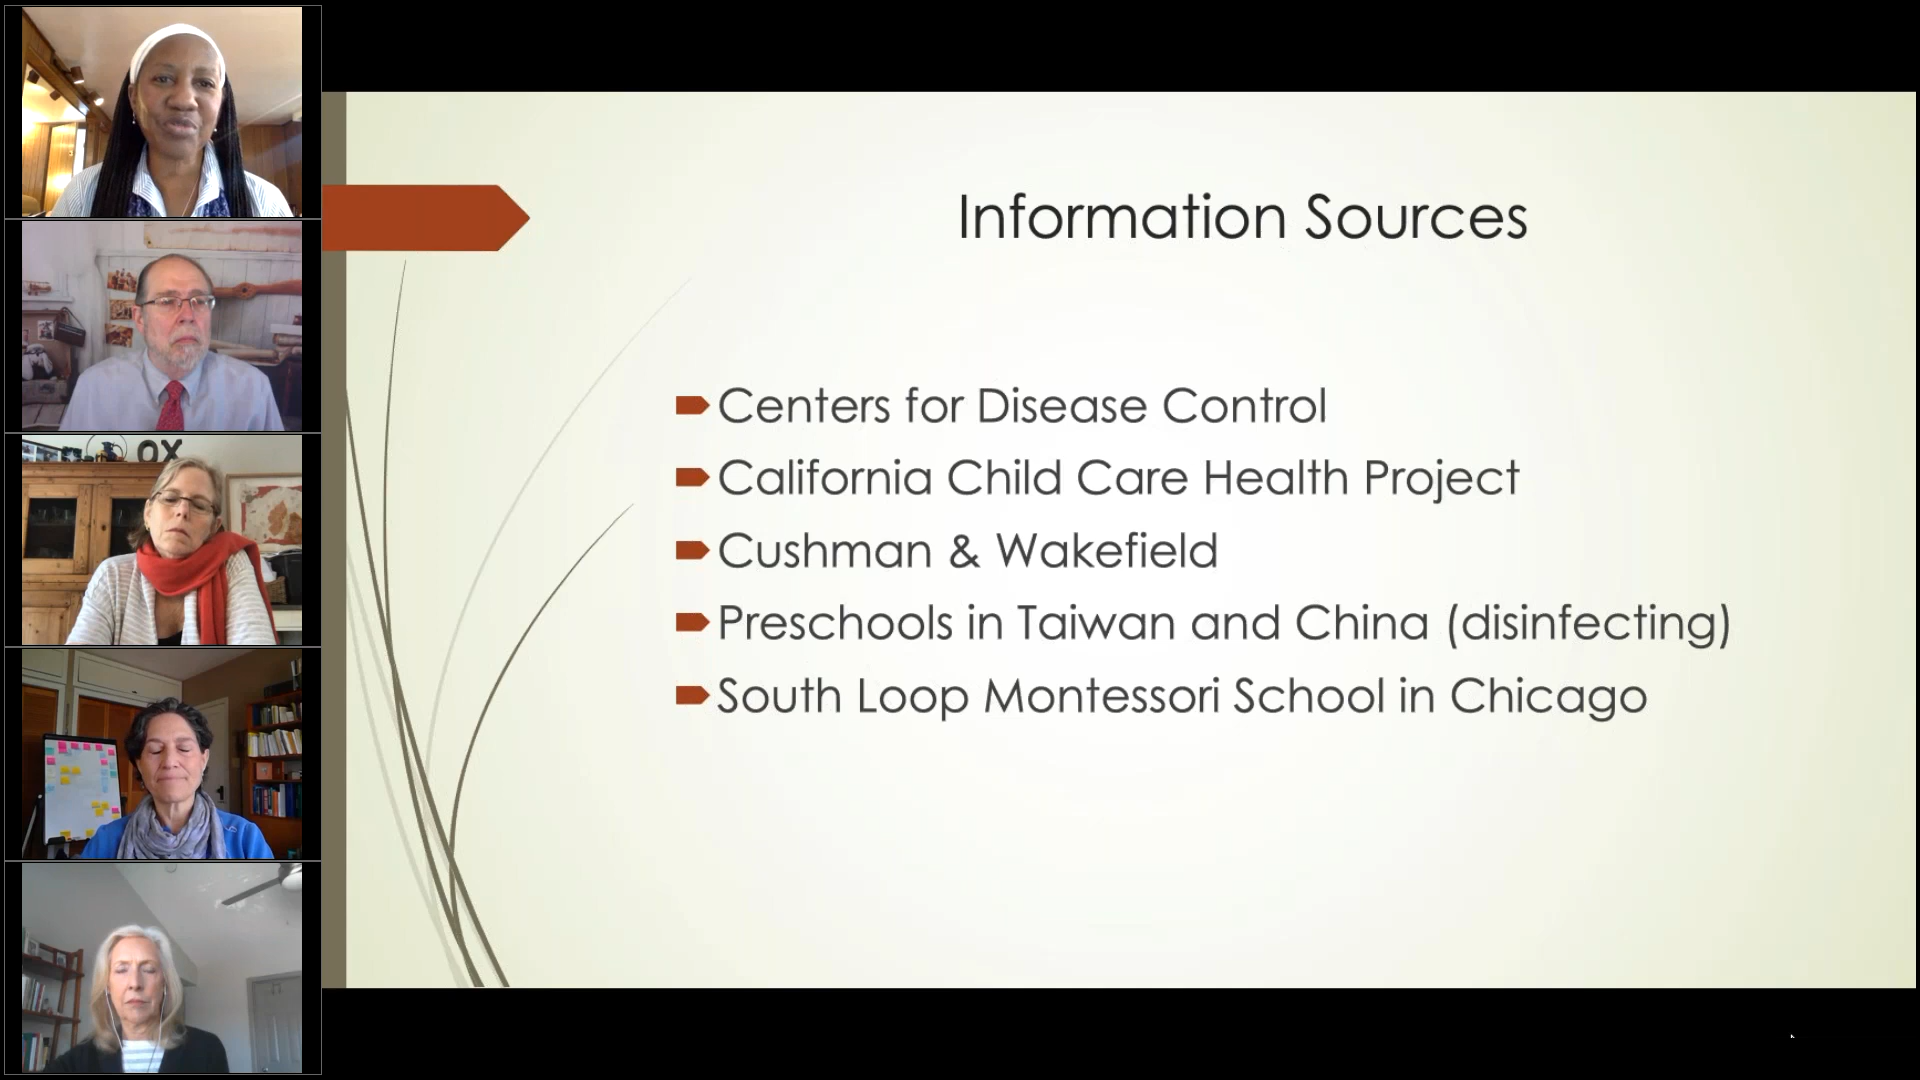 Information Sources
Centers for Disease Control
California Child Care Health Project
Cushman & Wakefield
Preschools in Taiwan and China (disinfecting)
South Loop Montessori School in Chicago
OX